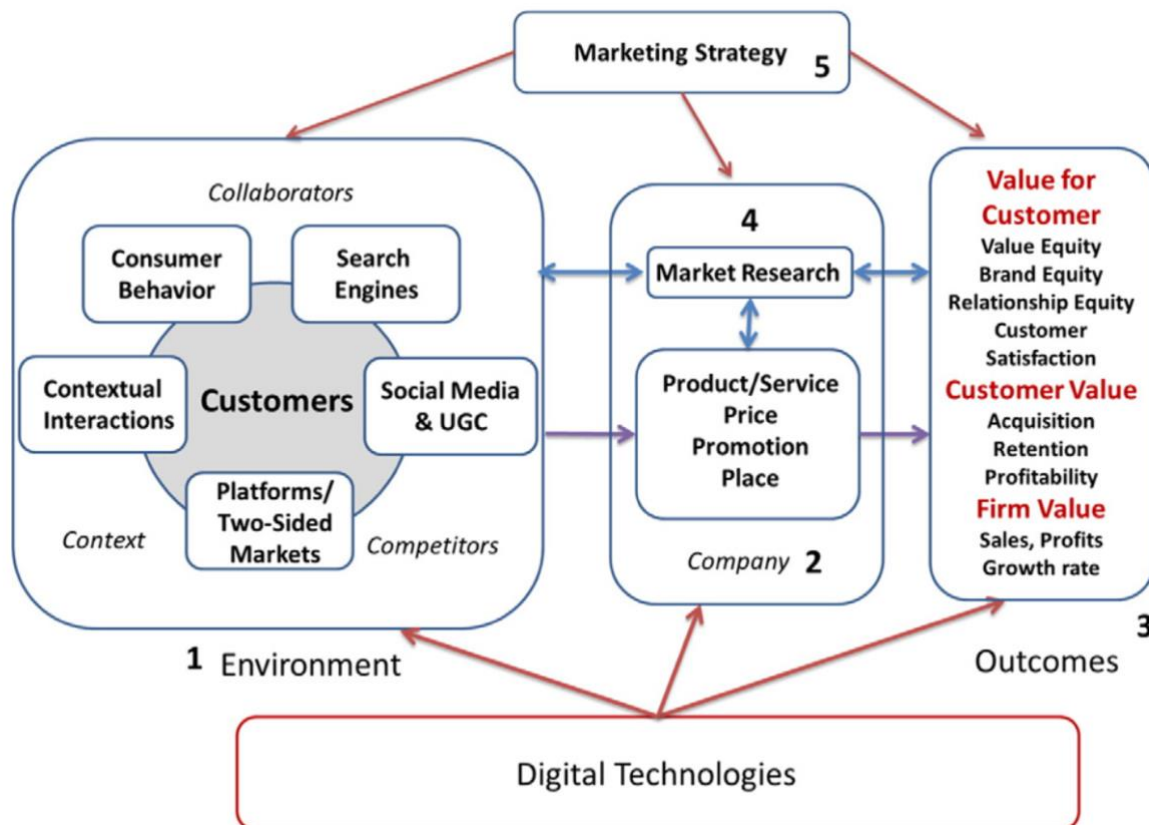 Marketing Strategy
5
Collaborators
Consumer
Behavior
Search
Engines
Contextual
Interactions
Customers
Social Media
& UGC
Platforms/
Two-Sided
Markets
Context
Competitors
1 Environment
4
Market Research
Product/Service
Price
Promotion
Place
Company 2
Value for
Customer
Value Equity
Brand Equity
Relationship Equity
Customer
Satisfaction
Customer Value
Acquisition
Retention
Profitability
Firm Value
Sales, Profits
Growth rate
3
Outcomes
Digital Technologies